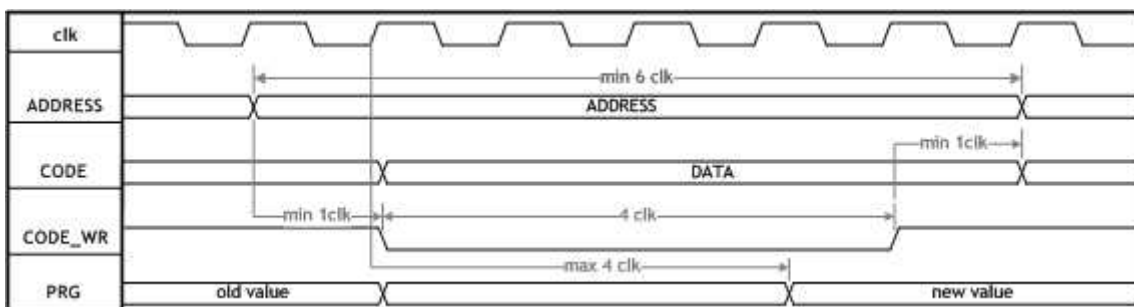 clk
min 6 clk
ADDRESS ADDRESS
min 1clk
CODE DATA
min 1clk 4 clk
CODE_WR
max 4 clk
PRG old value new value